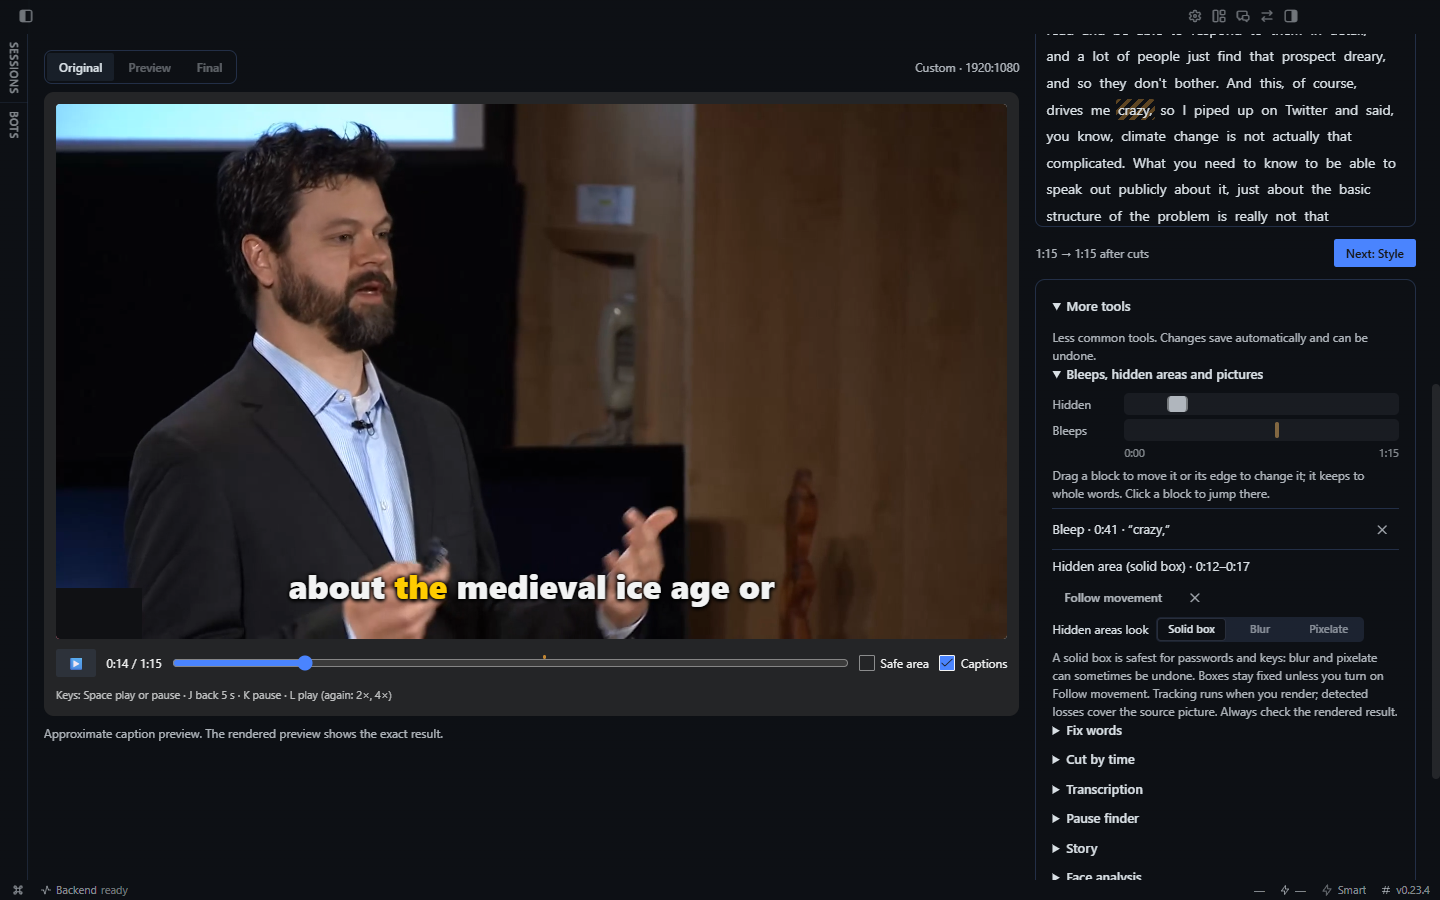 SESSIONS
BOTS
Original
Preview
Final
Custom · 1920:1080
about the medieval ice age or
0:14 / 1:15
Safe area
Captions
Keys: Space play or pause · J back 5 s · K pause · L play (again: 2×, 4×)
Approximate caption preview. The rendered preview shows the exact result.
and a lot of people just find that prospect dreary,
and so they don't bother. And this, of course,
drives me crazy, so I piped up on Twitter and said,
you know, climate change is not actually that
complicated. What you need to know to be able to
speak out publicly about it, just about the basic
structure of the problem is really not that
1:15 → 1:15 after cuts
Next: Style
More tools
Less common tools. Changes save automatically and can be
undone.
Bleeps, hidden areas and pictures
Hidden
Bleeps
0:00
1:15
Drag a block to move it or its edge to change it; it keeps to
whole words. Click a block to jump there.
Bleep · 0:41 · “crazy,”
Hidden area (solid box) · 0:12–0:17
Follow movement
Hidden areas look
Solid box
Blur
Pixelate
A solid box is safest for passwords and keys: blur and pixelate
can sometimes be undone. Boxes stay fixed unless you turn on
Follow movement. Tracking runs when you render; detected
losses cover the source picture. Always check the rendered result.
Fix words
Cut by time
Transcription
Pause finder
Story
Face analysis
Backend ready
— — Smart # v0.23.4